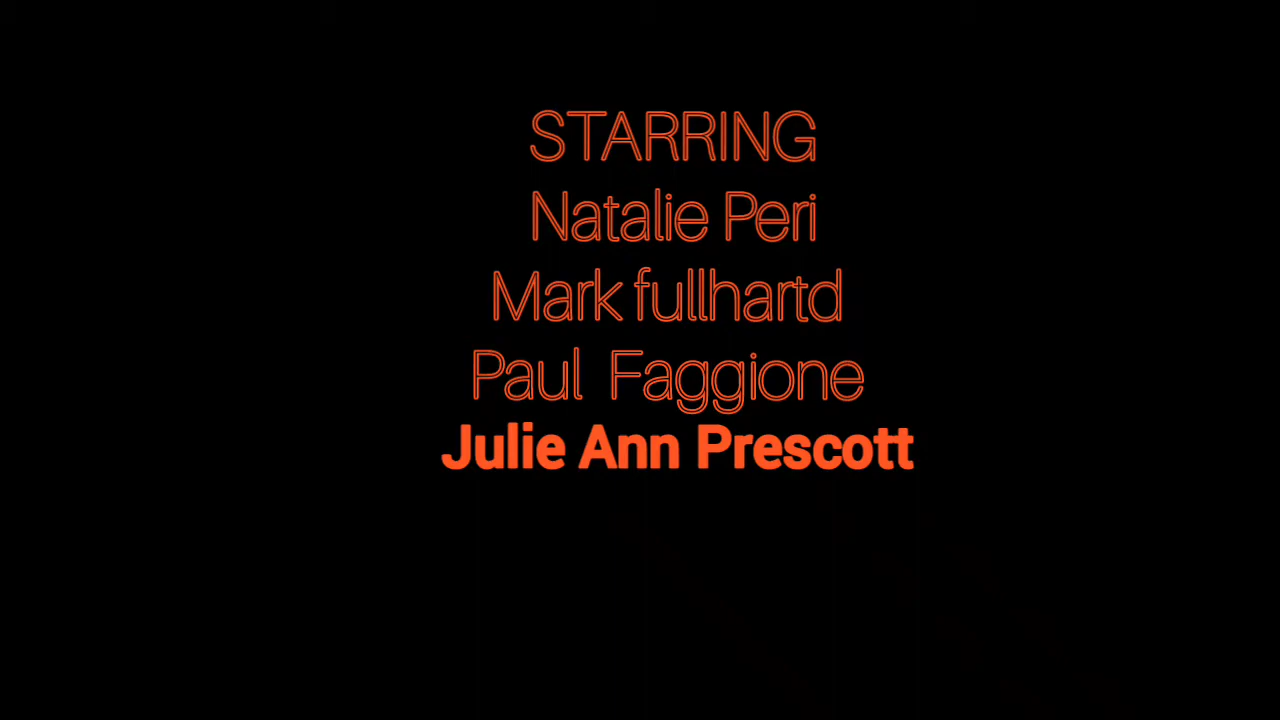 STARRING
Natalie Peri
Mark fullhartd
Paul  Faggione
Julie Ann Prescott